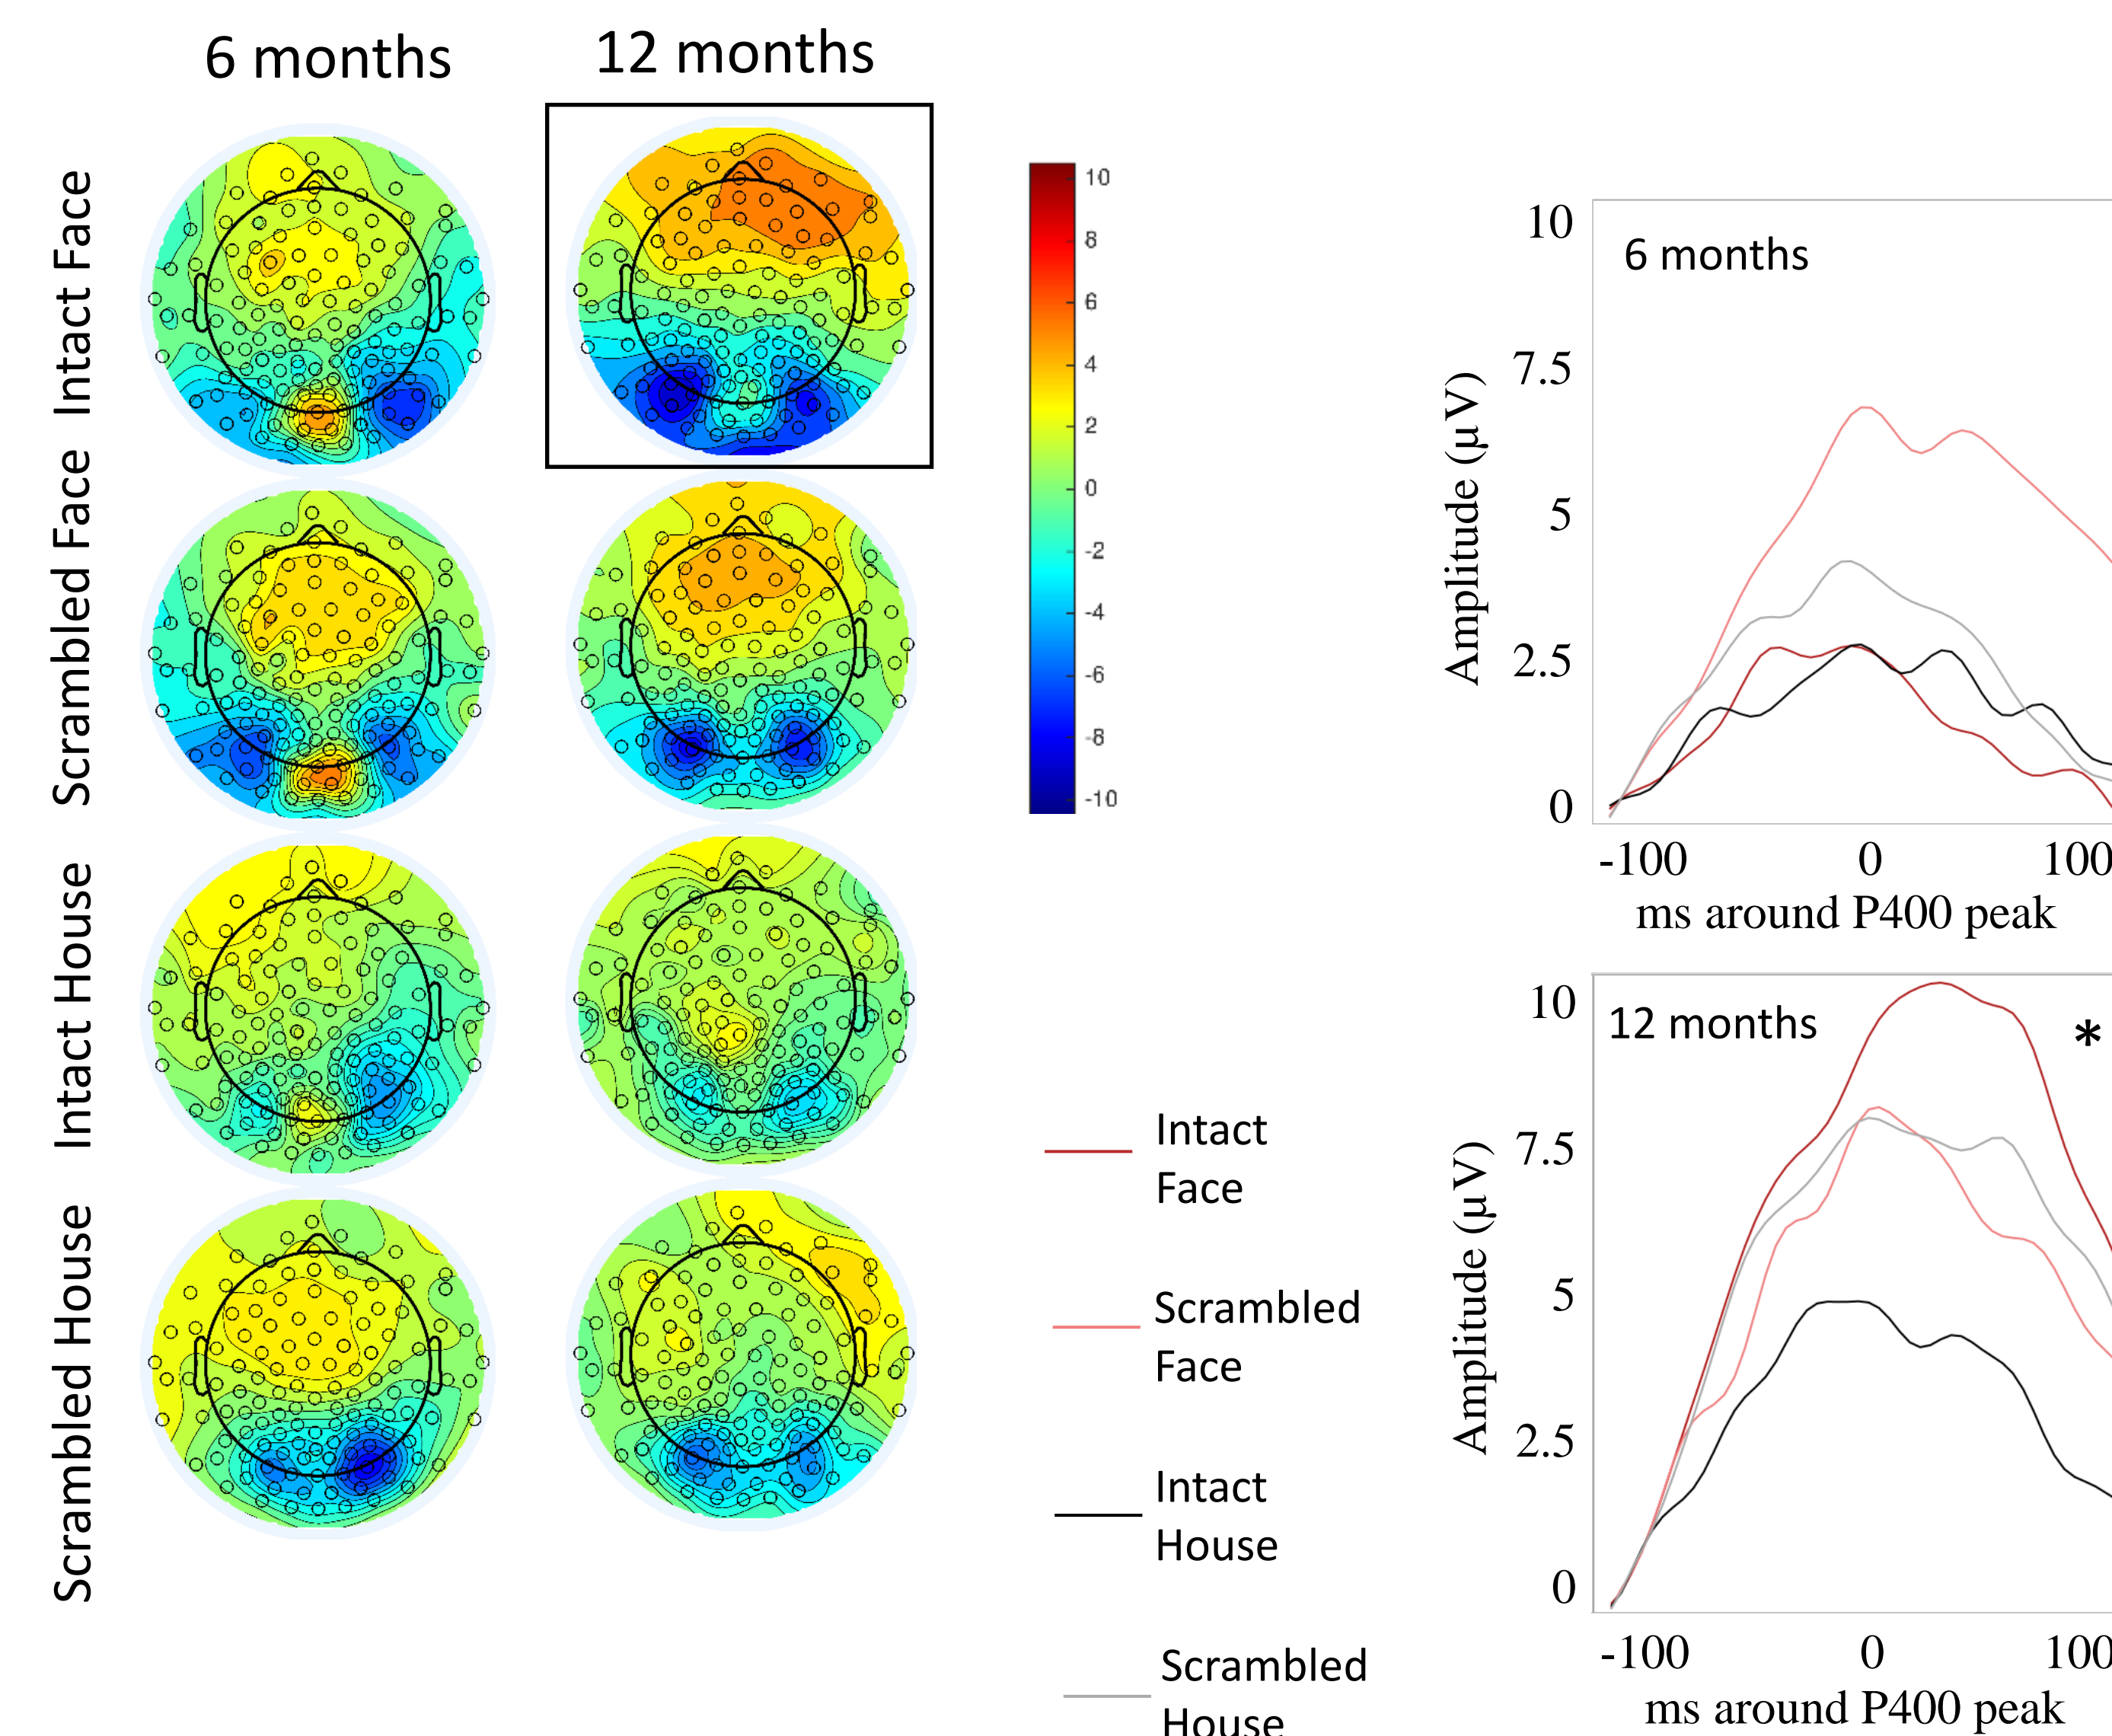 6 months
12 months
Intact Face
Scrambled Face
Intact House
Scrambled House
10
8
6
4
2
0
-2
-4
-6
-8
-10
Intact
Face
Scrambled
Face
Intact
House
Scrambled
House
10
7.5
5
2.5
0
Amplitude (µV)
6 months
-100 0 100
ms around P400 peak
10
7.5
5
2.5
0
Amplitude (µV)
12 months
*
-100 0 100
ms around P400 peak